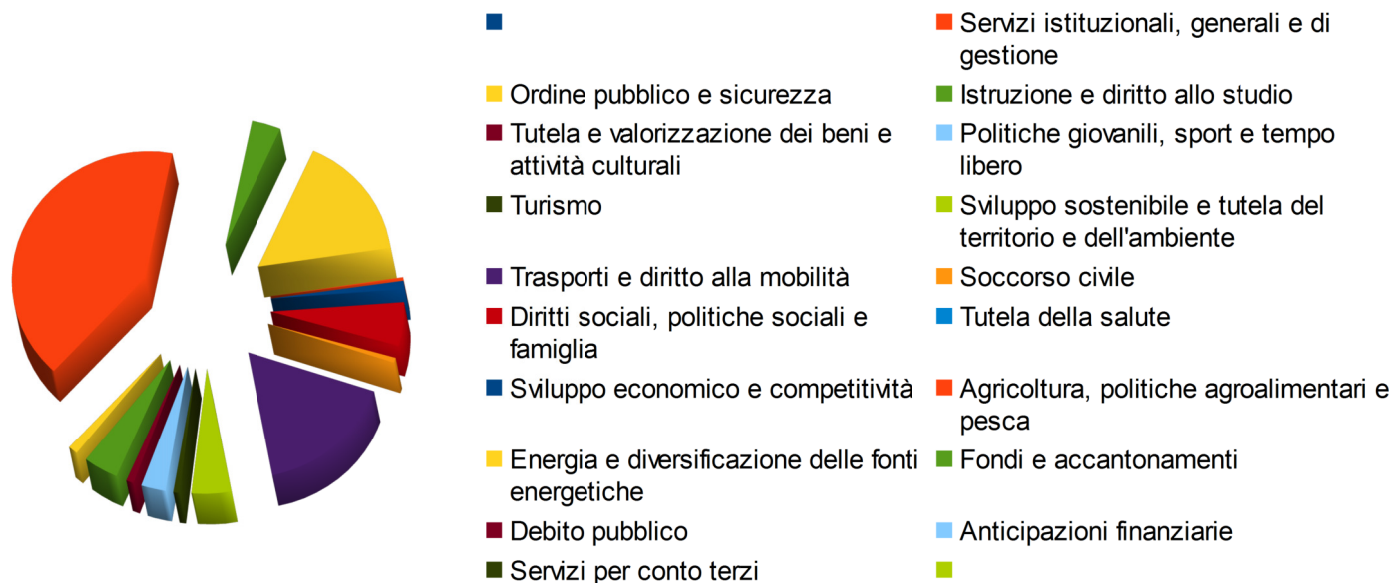 Servizi istituzionali, generali e di
gestione
Ordine pubblico e sicurezza
Istruzione e diritto allo studio
Tutela e valorizzazione dei beni e
attività culturali
Politiche giovanili, sport e tempo
libero
Turismo
Sviluppo sostenibile e tutela del
territorio e dell'ambiente
Trasporti e diritto alla mobilità
Soccorso civile
Diritti sociali, politiche sociali e
famiglia
Tutela della salute
Sviluppo economico e competitività
Agricoltura, politiche agroalimentari e
pesca
Energia e diversificazione delle fonti
energetiche
Fondi e accantonamenti
Debito pubblico
Anticipazioni finanziarie
Servizi per conto terzi